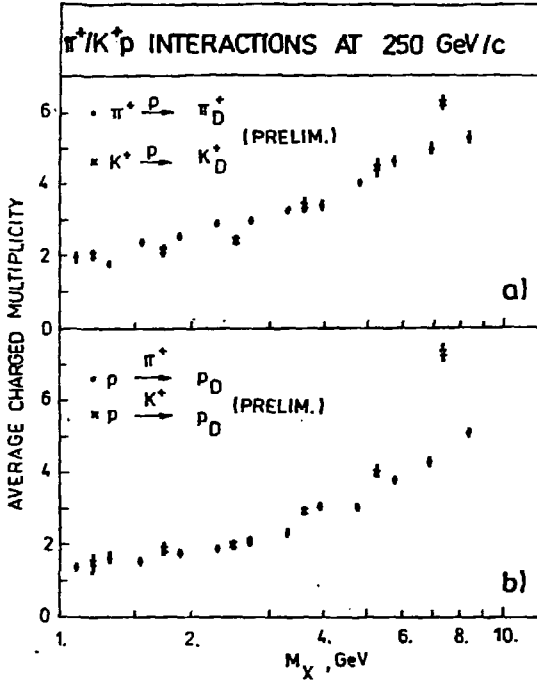 π⁺/K⁺p INTERACTIONS AT 250 GeV/c
• π⁺ p → π⁺D
× K⁺ p → K⁺D
(PRELIM.)
6
4
2
0
a)
AVERAGE CHARGED MULTIPLICITY
• p π⁺ → pD
× p K⁺ → pD
(PRELIM.)
6
4
2
0
b)
1. 2. 4. 6. 8. 10.
M_X, GeV